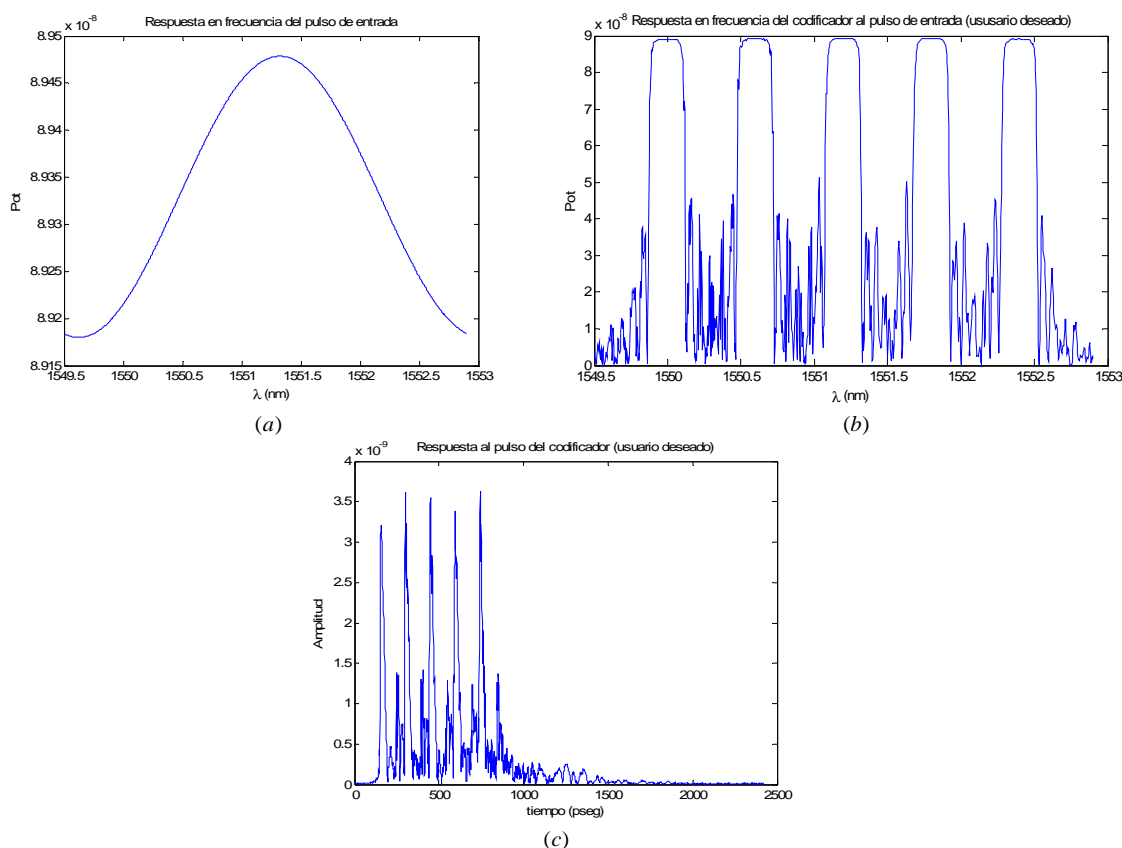 Respuesta en frecuencia del pulso de entrada
x 10^-8
8.95
8.945
8.94
8.935
8.93
8.925
8.92
8.915
Pot
1549.5 1550 1550.5 1551 1551.5 1552 1552.5 1553
λ (nm)
(a)
x 10^-8
Respuesta en frecuencia del codificador al pulso de entrada (ususario deseado)
9
8
7
6
5
4
3
2
1
0
Pot
1549.5 1550 1550.5 1551 1551.5 1552 1552.5 1553
λ (nm)
(b)
Respuesta al pulso del codificador (usuario deseado)
x 10^-9
4
3.5
3
2.5
2
1.5
1
0.5
0
Amplitud
0 500 1000 1500 2000 2500
tiempo (pseg)
(c)